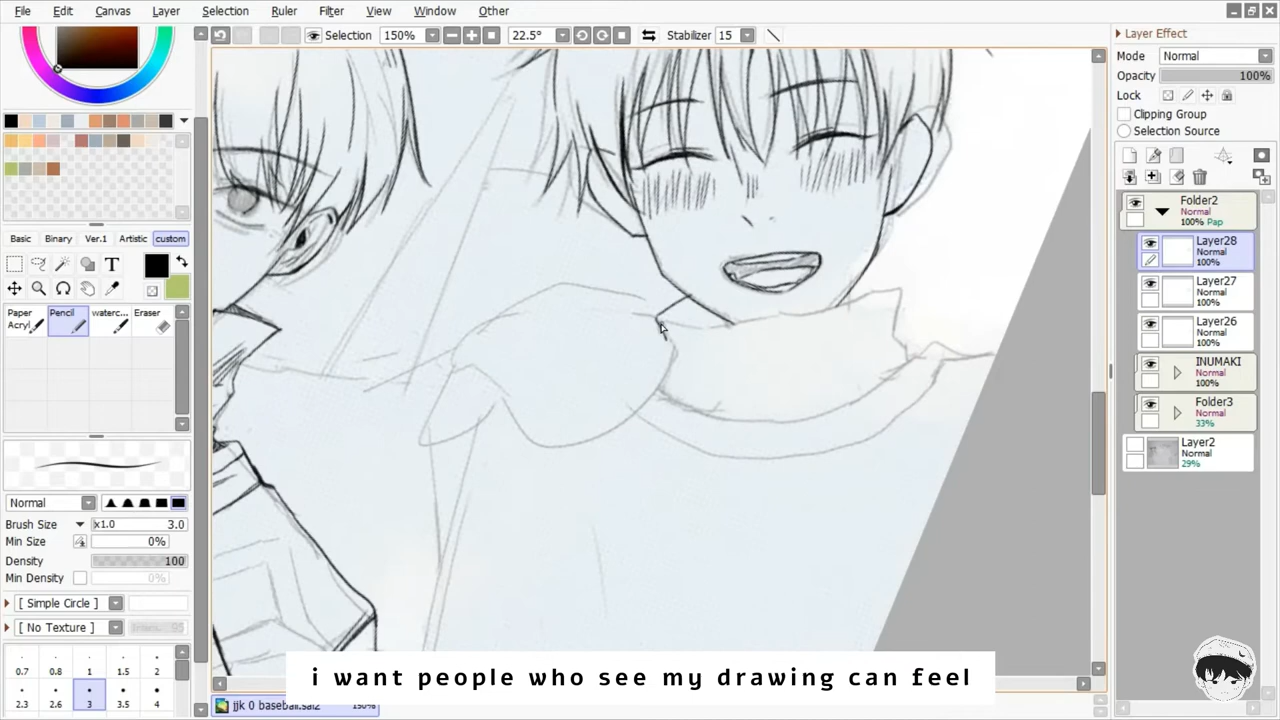 File Edit Canvas Layer Selection Ruler Filter View Window Other
Selection 150% 22.5° Stabilizer 15
Basic Binary Ver.1 Artistic custom
T
Paper Acryl Pencil waterc... Eraser
Normal
Brush Size x1.0 3.0
Min Size 0%
Density 100
Min Density 0%
[ Simple Circle ]
[ No Texture ] 95
0.7 0.8 1 1.5 2
2.3 2.6 3 3.5 4
Layer Effect
Mode Normal
Opacity 100%
Lock
Clipping Group
Selection Source
Folder2
Normal
100% Pap
Layer28
Normal
100%
Layer27
Normal
100%
Layer26
Normal
100%
INUMAKI
Normal
100%
Folder3
Normal
33%
Layer2
Normal
29%
i want people who see my drawing can feel
jjk 0 baseball.sai2 150%